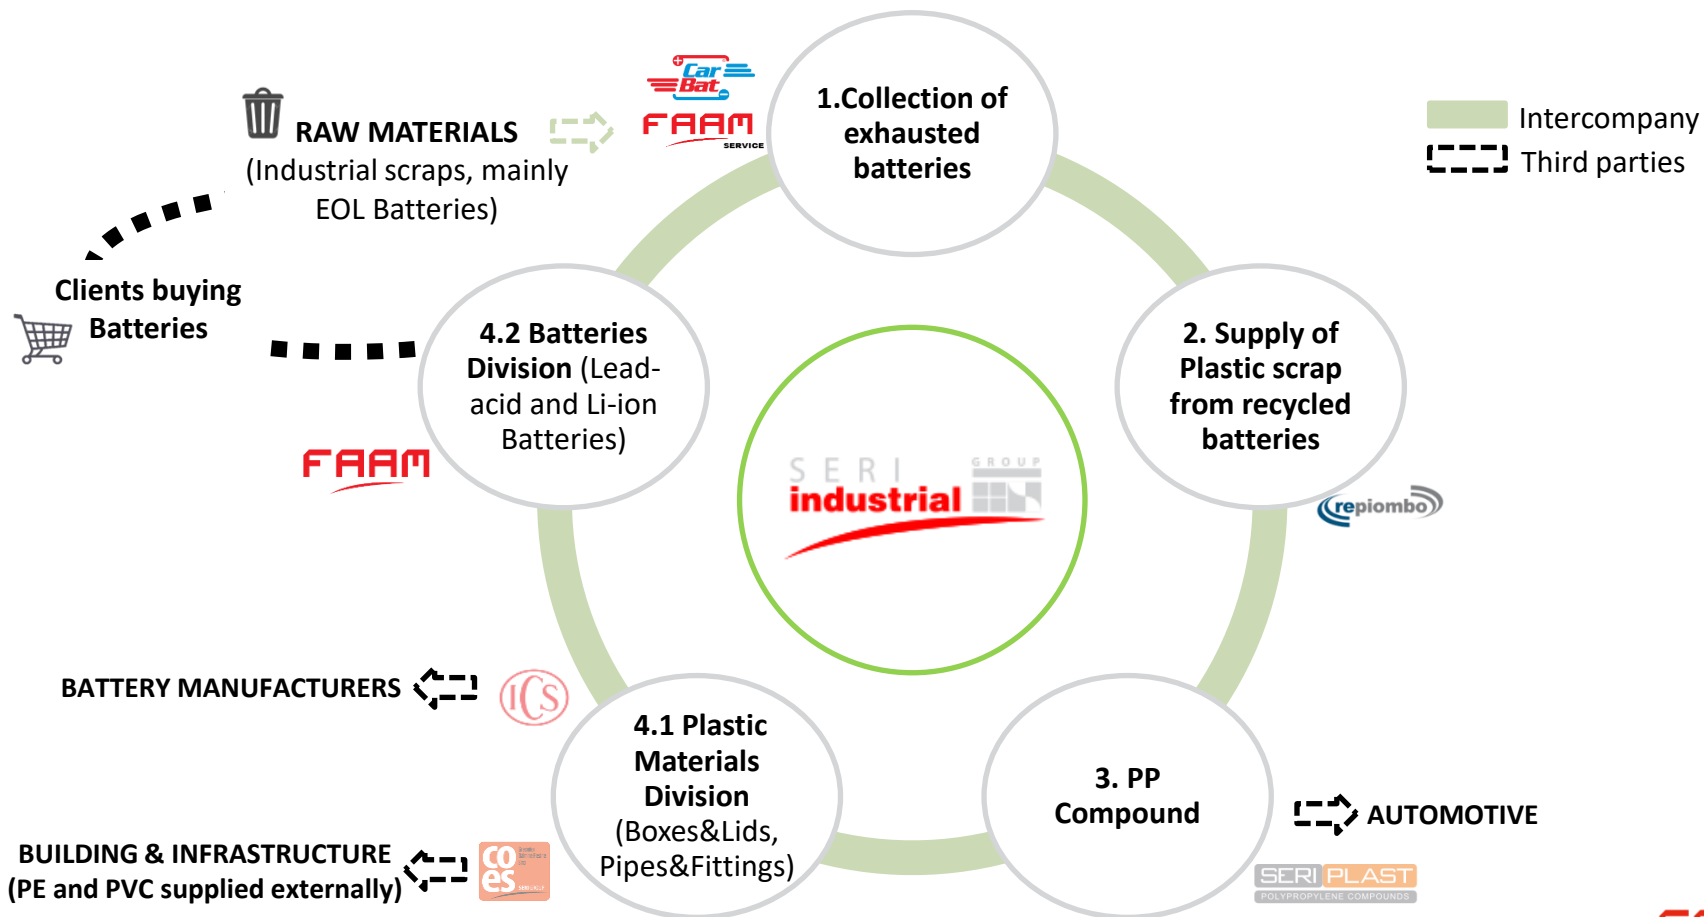 Car
Bat
FAAM
SERVICE
RAW MATERIALS
(Industrial scraps, mainly
EOL Batteries)
1.Collection of
exhausted
batteries
Intercompany
Third parties
Clients buying
Batteries
4.2 Batteries
Division (Lead-
acid and Li-ion
Batteries)
FAAM
2. Supply of
Plastic scrap
from recycled
batteries
repiombo
SERI GROUP
industrial
BATTERY MANUFACTURERS
ICS
4.1 Plastic
Materials
Division
(Boxes&Lids,
Pipes&Fittings)
3. PP
Compound
AUTOMOTIVE
SERI PLAST
POLYPROPYLENE COMPOUNDS
BUILDING & INFRASTRUCTURE
(PE and PVC supplied externally)
co
es